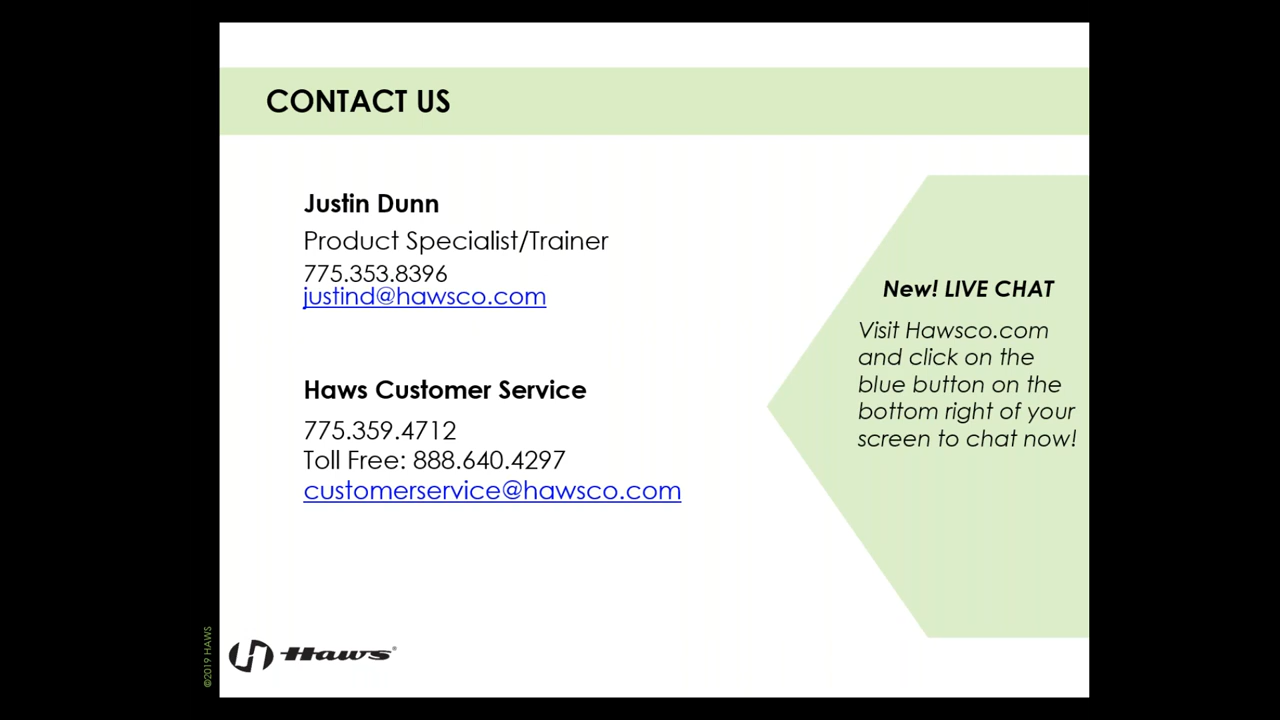 CONTACT US
Justin Dunn
Product Specialist/Trainer
775.353.8396
justind@hawsco.com
Haws Customer Service
775.359.4712
Toll Free: 888.640.4297
customerservice@hawsco.com
New! LIVE CHAT
Visit Hawsco.com
and click on the
blue button on the
bottom right of your
screen to chat now!
©2019 HAWS
Haws®